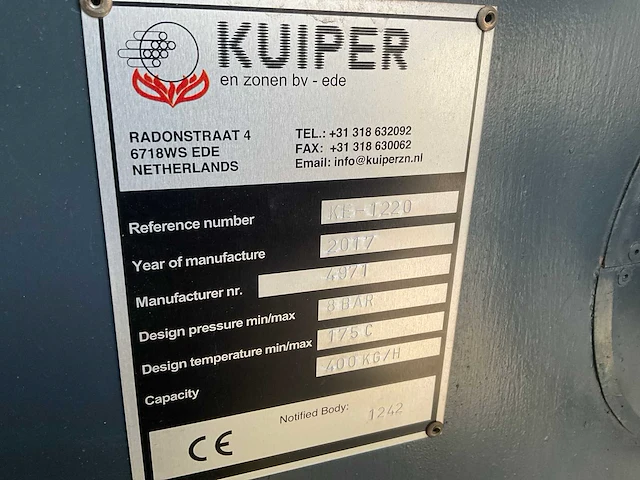 KUIPER
en zonen bv - ede
RADONSTRAAT 4
6718WS EDE
NETHERLANDS
TEL.: +31 318 632092
FAX: +31 318 630062
Email: info@kuiperzn.nl
Reference number KE-1220
Year of manufacture 2017
Manufacturer nr. 4971
Design pressure min/max 8 BAR
Design temperature min/max 175 C
Capacity 400 KG/H
CE Notified Body: 1242